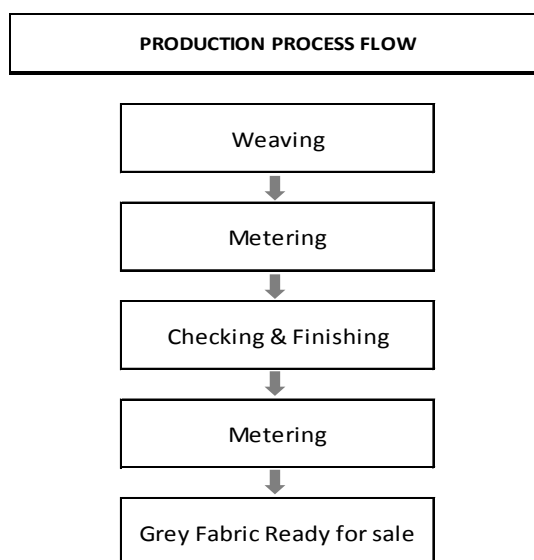 PRODUCTION PROCESS FLOW
Weaving
Metering
Checking & Finishing
Metering
Grey Fabric Ready for sale